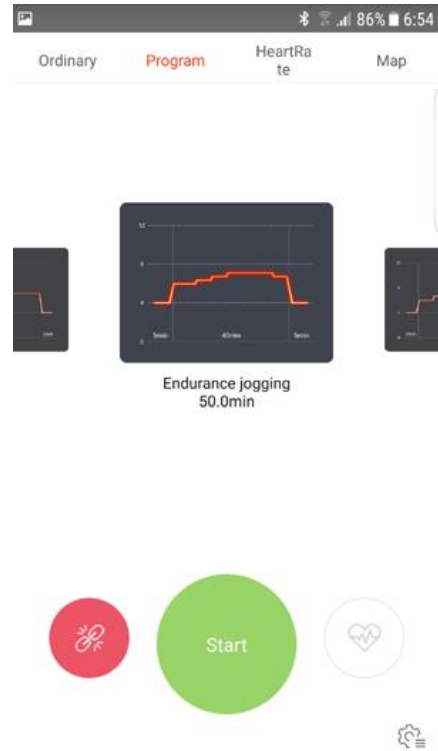 86% 6:54
Ordinary
Program
HeartRa
te
Map
12
8
4
0
5min 40min 5min
Endurance jogging
50.0min
Start